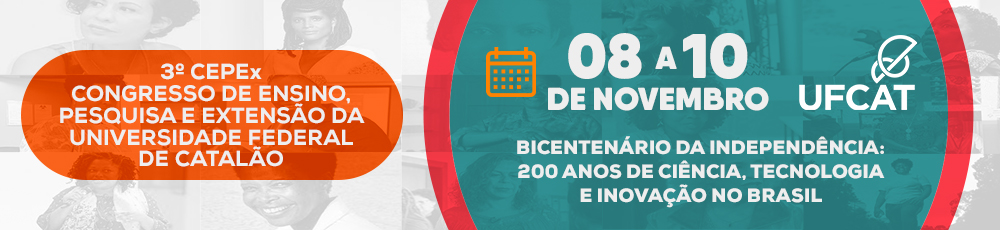 3º CEPEx
CONGRESSO DE ENSINO,
PESQUISA E EXTENSÃO DA
UNIVERSIDADE FEDERAL
DE CATALÃO
08 A 10
DE NOVEMBRO
UFCAT
BICENTENÁRIO DA INDEPENDÊNCIA:
200 ANOS DE CIÊNCIA, TECNOLOGIA
E INOVAÇÃO NO BRASIL